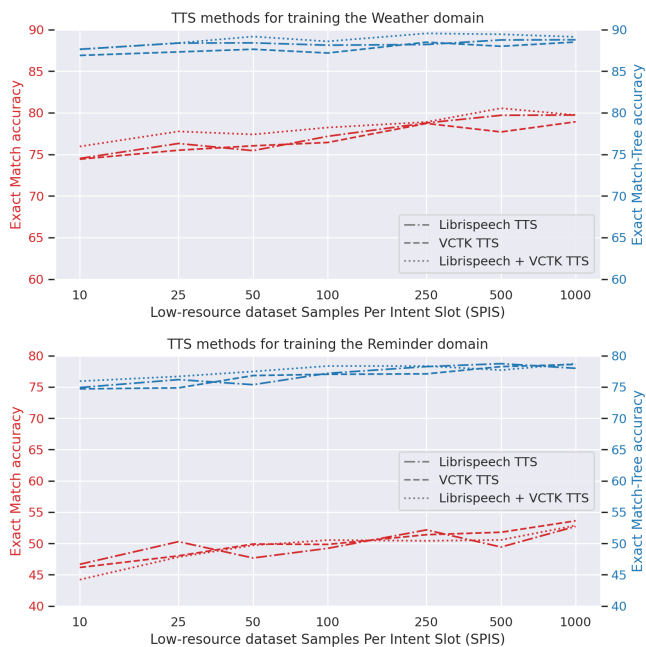 TTS methods for training the Weather domain
90
85
80
75
70
65
60
Exact Match accuracy
90
85
80
75
70
65
60
Exact Match-Tree accuracy
Librispeech TTS
VCTK TTS
Librispeech + VCTK TTS
10 25 50 100 250 500 1000
Low-resource dataset Samples Per Intent Slot (SPIS)
TTS methods for training the Reminder domain
80
75
70
65
60
55
50
45
40
Exact Match accuracy
80
75
70
65
60
55
50
45
40
Exact Match-Tree accuracy
Librispeech TTS
VCTK TTS
Librispeech + VCTK TTS
10 25 50 100 250 500 1000
Low-resource dataset Samples Per Intent Slot (SPIS)